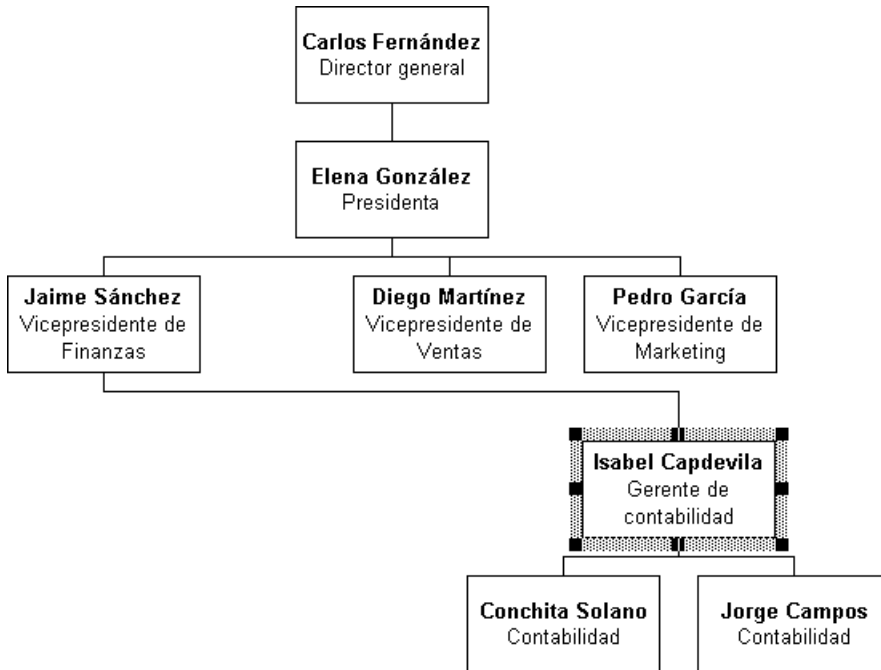 Carlos Fernández
Director general
Elena González
Presidenta
Jaime Sánchez
Vicepresidente de
Finanzas
Diego Martínez
Vicepresidente de
Ventas
Pedro García
Vicepresidente de
Marketing
Isabel Capdevila
Gerente de
contabilidad
Conchita Solano
Contabilidad
Jorge Campos
Contabilidad